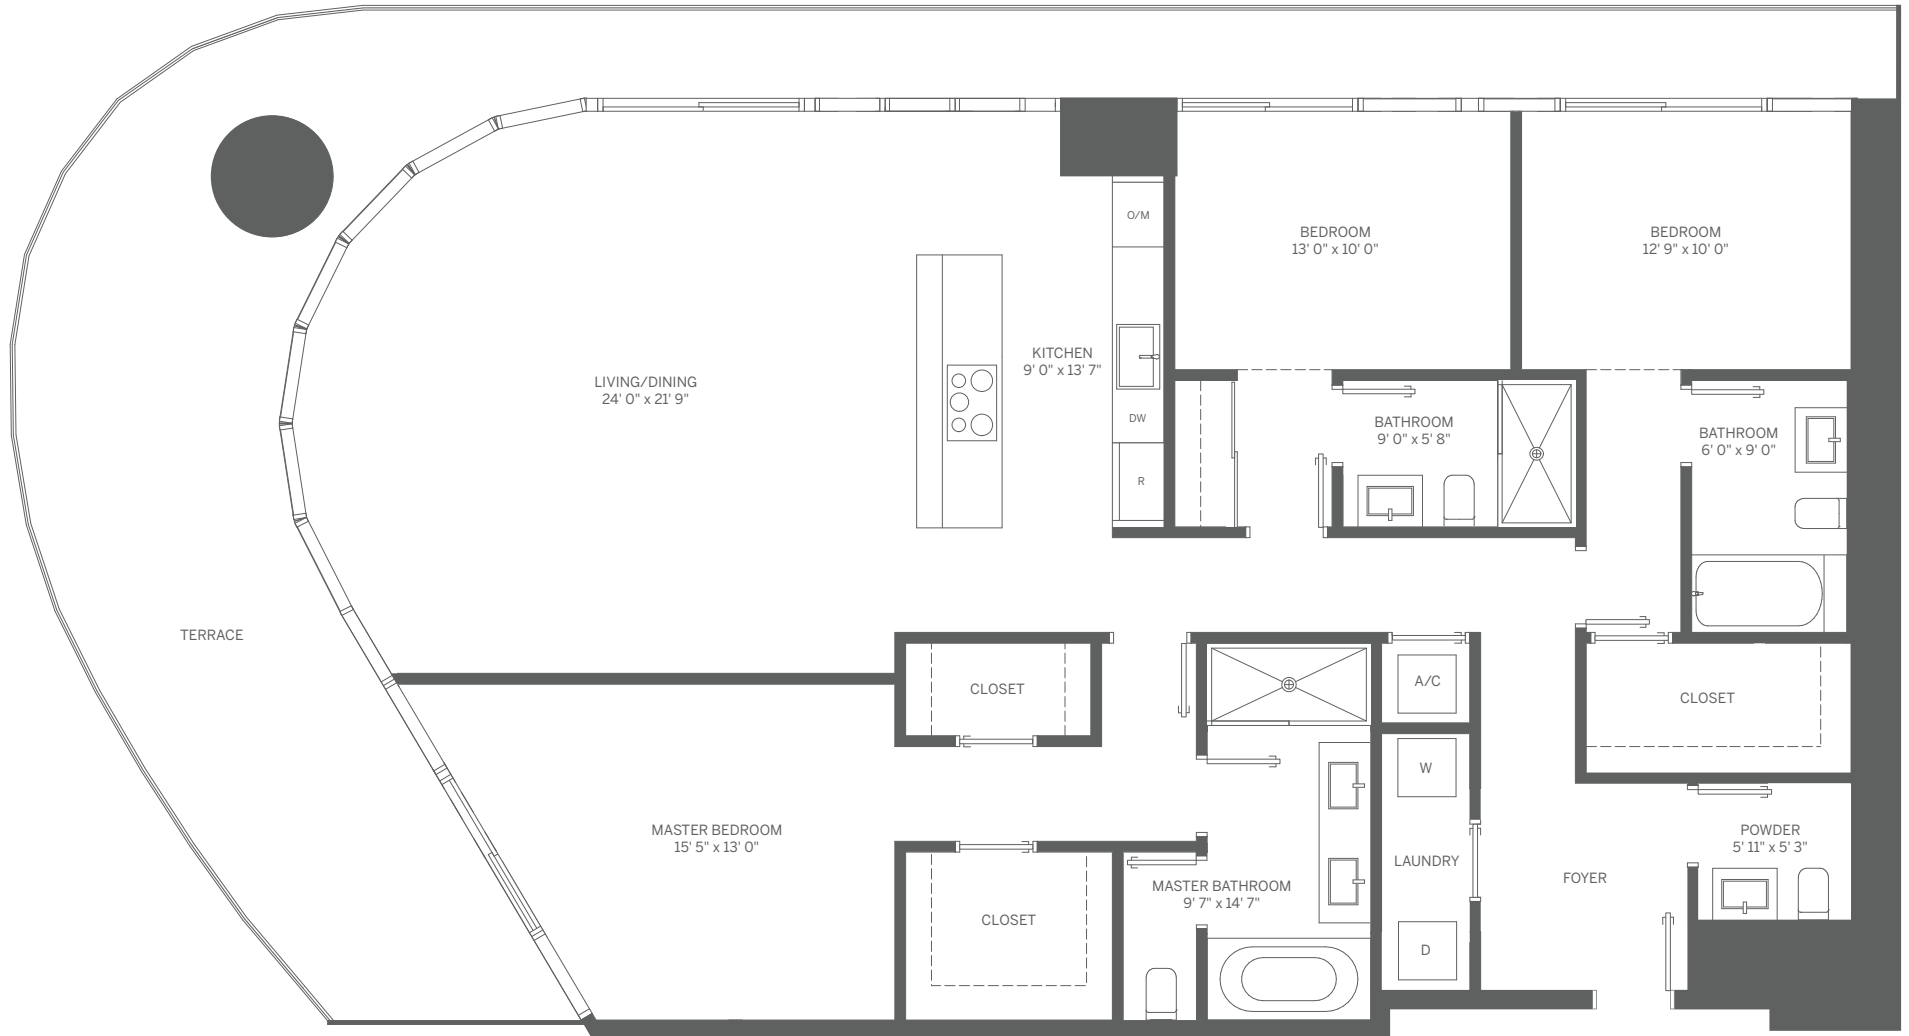 O/M
BEDROOM
13' 0" x 10' 0"
BEDROOM
12' 9" x 10' 0"
KITCHEN
9' 0" x 13' 7"
LIVING/DINING
24' 0" x 21' 9"
DW
R
BATHROOM
9' 0" x 5' 8"
BATHROOM
6' 0" x 9' 0"
TERRACE
CLOSET
A/C
CLOSET
W
MASTER BEDROOM
15' 5" x 13' 0"
POWDER
5' 11" x 5' 3"
LAUNDRY
FOYER
MASTER BATHROOM
9' 7" x 14' 7"
CLOSET
D